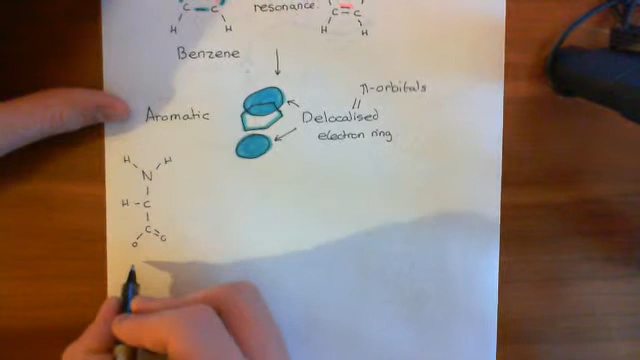 C - C
H
H
resonance.
C = C
H
H
Benzene
π-orbitals
Aromatic
Delocalised
electron ring
H H
N
H - C
C
O O